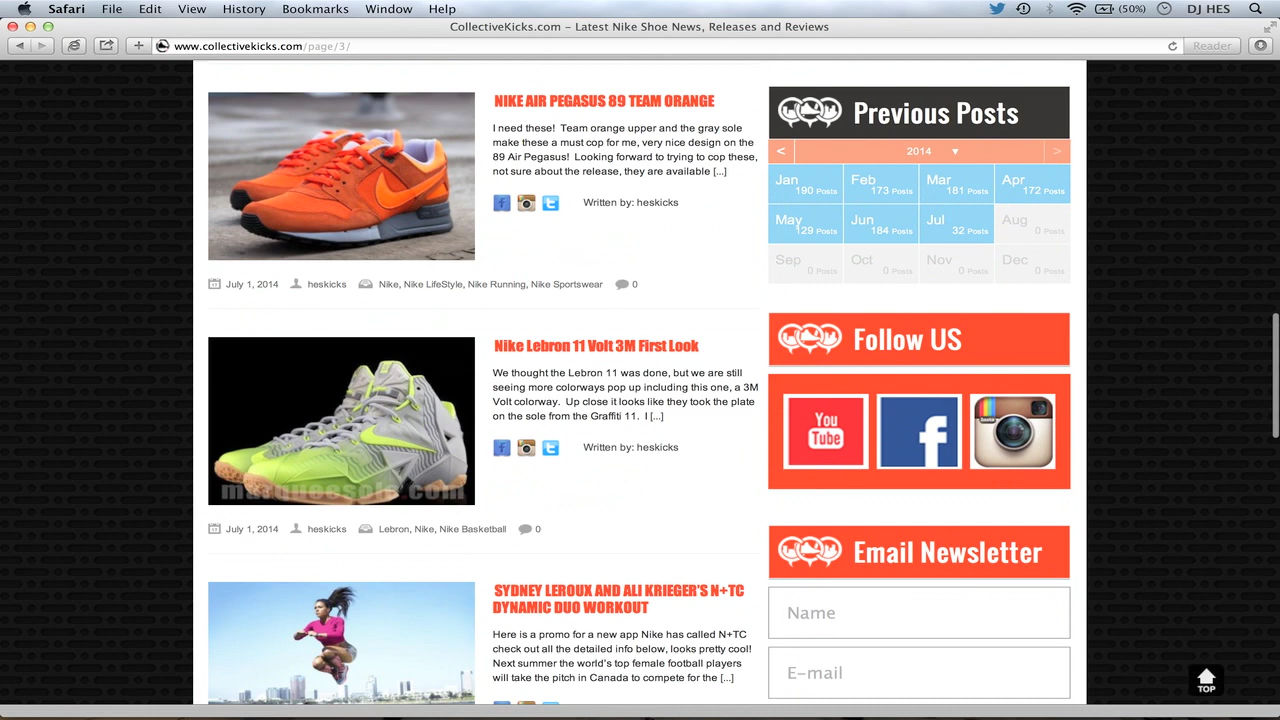 Safari File Edit View History Bookmarks Window Help (50%) DJ HES
CollectiveKicks.com – Latest Nike Shoe News, Releases and Reviews
www.collectivekicks.com/page/3/ Reader
NIKE AIR PEGASUS 89 TEAM ORANGE
I need these! Team orange upper and the gray sole
make these a must cop for me, very nice design on the
89 Air Pegasus! Looking forward to trying to cop these,
not sure about the release, they are available [...]
Written by: heskicks
July 1, 2014 heskicks Nike, Nike LifeStyle, Nike Running, Nike Sportswear 0
Nike Lebron 11 Volt 3M First Look
We thought the Lebron 11 was done, but we are still
seeing more colorways pop up including this one, a 3M
Volt colorway. Up close it looks like they took the plate
on the sole from the Graffiti 11. I [...]
Written by: heskicks
marqueesole.com
July 1, 2014 heskicks Lebron, Nike, Nike Basketball 0
SYDNEY LEROUX AND ALI KRIEGER'S N+TC
DYNAMIC DUO WORKOUT
Here is a promo for a new app Nike has called N+TC
check out all the detailed info below, looks pretty cool!
Next summer the world's top female football players
will take the pitch in Canada to compete for the [...]
Previous Posts
< 2014 ▼ >
Jan 190 Posts
Feb 173 Posts
Mar 181 Posts
Apr 172 Posts
May 129 Posts
Jun 184 Posts
Jul 32 Posts
Aug 0 Posts
Sep 0 Posts
Oct 0 Posts
Nov 0 Posts
Dec 0 Posts
Follow US
You
Tube
Email Newsletter
Name
E-mail
TOP